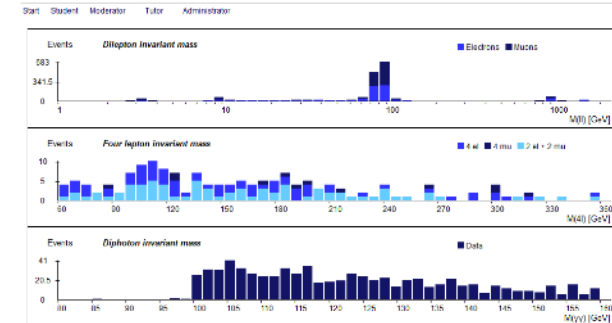 Start Student Moderator Tutor Administrator
Events Dilepton invariant mass Electrons Muons
683
341.5
0
1 10 100 1000
M(ll) [GeV]
Events Four lepton invariant mass 4 el 4 mu 2 el + 2 mu
10
5
0
60 90 120 150 180 210 240 270 300 330 360
M(4l) [GeV]
Events Diphoton invariant mass Data
41
20.5
0
80 85 90 95 100 105 110 115 120 125 130 135 140 145 150 155 160
M(γγ) [GeV]